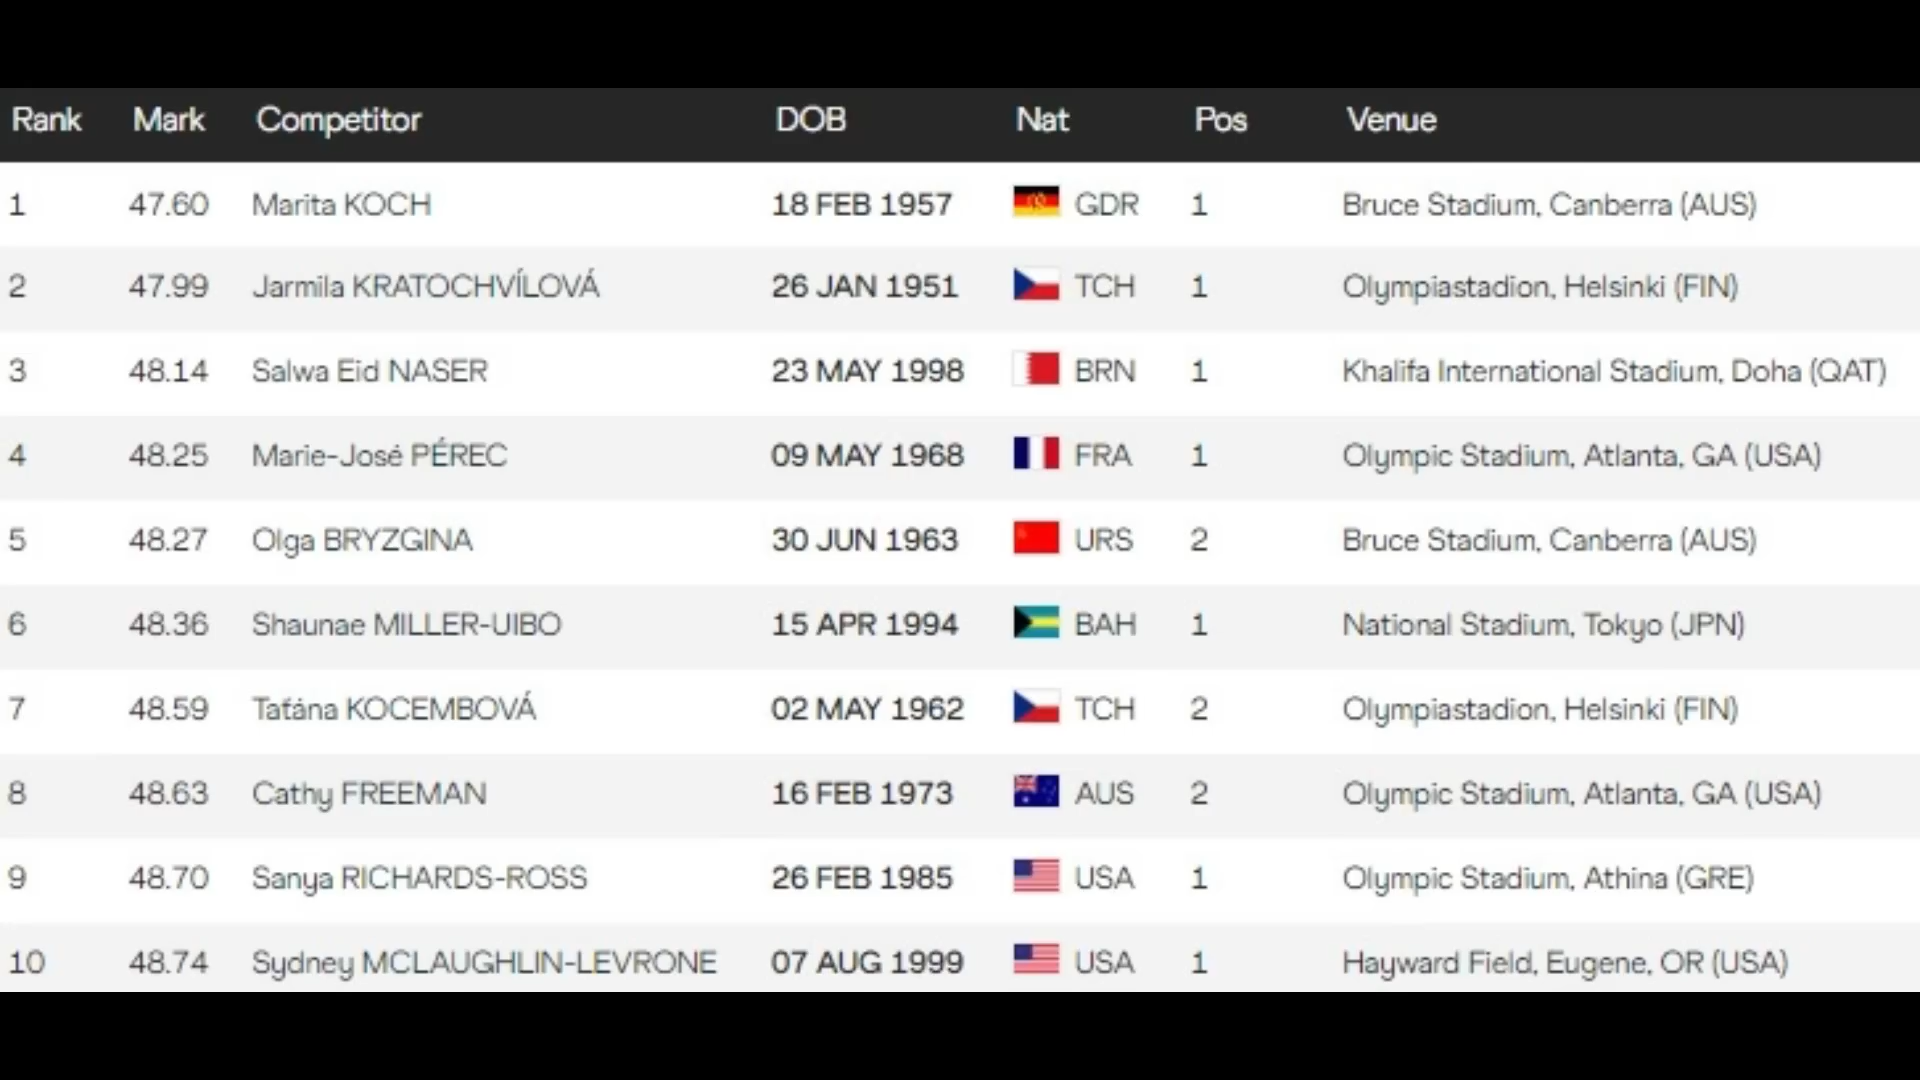 Rank Mark Competitor DOB Nat Pos Venue
1 47.60 Marita KOCH 18 FEB 1957 GDR 1 Bruce Stadium, Canberra (AUS)
2 47.99 Jarmila KRATOCHVÍLOVÁ 26 JAN 1951 TCH 1 Olympiastadion, Helsinki (FIN)
3 48.14 Salwa Eid NASER 23 MAY 1998 BRN 1 Khalifa International Stadium, Doha (QAT)
4 48.25 Marie-José PÉREC 09 MAY 1968 FRA 1 Olympic Stadium, Atlanta, GA (USA)
5 48.27 Olga BRYZGINA 30 JUN 1963 URS 2 Bruce Stadium, Canberra (AUS)
6 48.36 Shaunae MILLER-UIBO 15 APR 1994 BAH 1 National Stadium, Tokyo (JPN)
7 48.59 Taťána KOCEMBOVÁ 02 MAY 1962 TCH 2 Olympiastadion, Helsinki (FIN)
8 48.63 Cathy FREEMAN 16 FEB 1973 AUS 2 Olympic Stadium, Atlanta, GA (USA)
9 48.70 Sanya RICHARDS-ROSS 26 FEB 1985 USA 1 Olympic Stadium, Athina (GRE)
10 48.74 Sydney MCLAUGHLIN-LEVRONE 07 AUG 1999 USA 1 Hayward Field, Eugene, OR (USA)